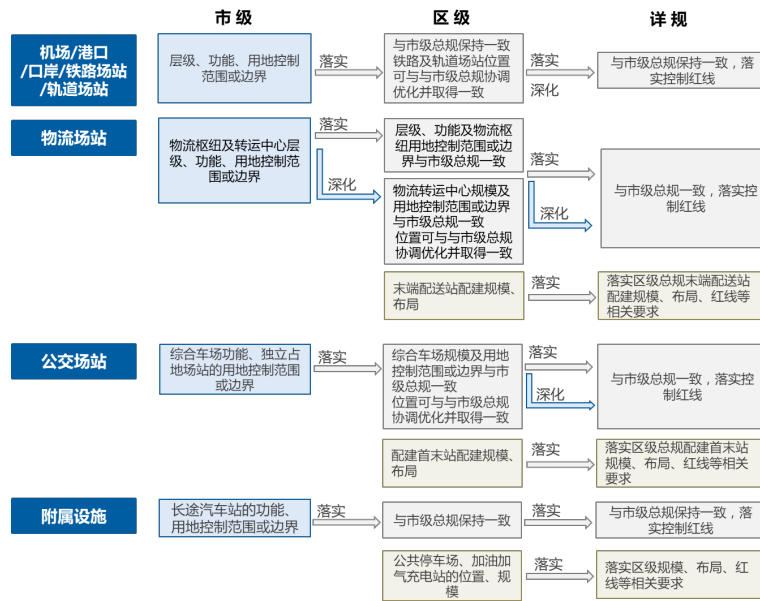 市 级
区 级
详 规
机场/港口
/口岸/铁路场站
/轨道场站
层级、功能、用地控制
范围或边界
落实
与市级总规保持一致
铁路及轨道场站位置
可与与市级总规协调
优化并取得一致
落实
深化
与市级总规保持一致，落
实控制红线
物流场站
物流枢纽及转运中心层
级、功能、用地控制范
围或边界
落实
深化
层级、功能及物流枢
纽用地控制范围或边
界与市级总规一致
物流转运中心规模及
用地控制范围或边界
与市级总规一致
位置可与与市级总规
协调优化并取得一致
落实
深化
与市级总规一致，落实控
制红线
末端配送站配建规模、
布局
落实
落实区级总规末端配送站
配建规模、布局、红线等
相关要求
公交场站
综合车场功能、独立占
地场站的用地控制范围
或边界
落实
综合车场规模及用地
控制范围或边界与市
级总规一致
位置可与与市级总规
协调优化并取得一致
落实
深化
与市级总规一致，落实控
制红线
配建首末站配建规模、
布局
落实
落实区级总规配建首末站
规模、布局、红线等相关
要求
附属设施
长途汽车站的功能、
用地控制范围或边界
落实
与市级总规保持一致
落实
与市级总规保持一致，落
实控制红线
公共停车场、加油加
气充电站的位置、规
模
落实
落实区级规模、布局、红
线等相关要求